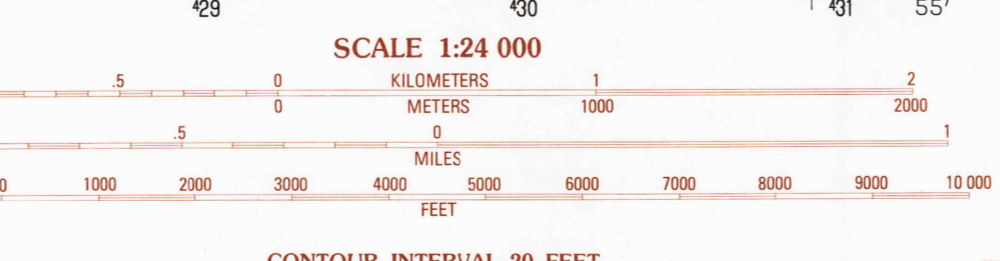 429 430 431 55'
SCALE 1:24 000
.5 0 KILOMETERS 1 2
0 METERS 1000 2000
.5 0 1
MILES
0 1000 2000 3000 4000 5000 6000 7000 8000 9000 10 000
FEET
CONTOUR INTERVAL 20 FEET